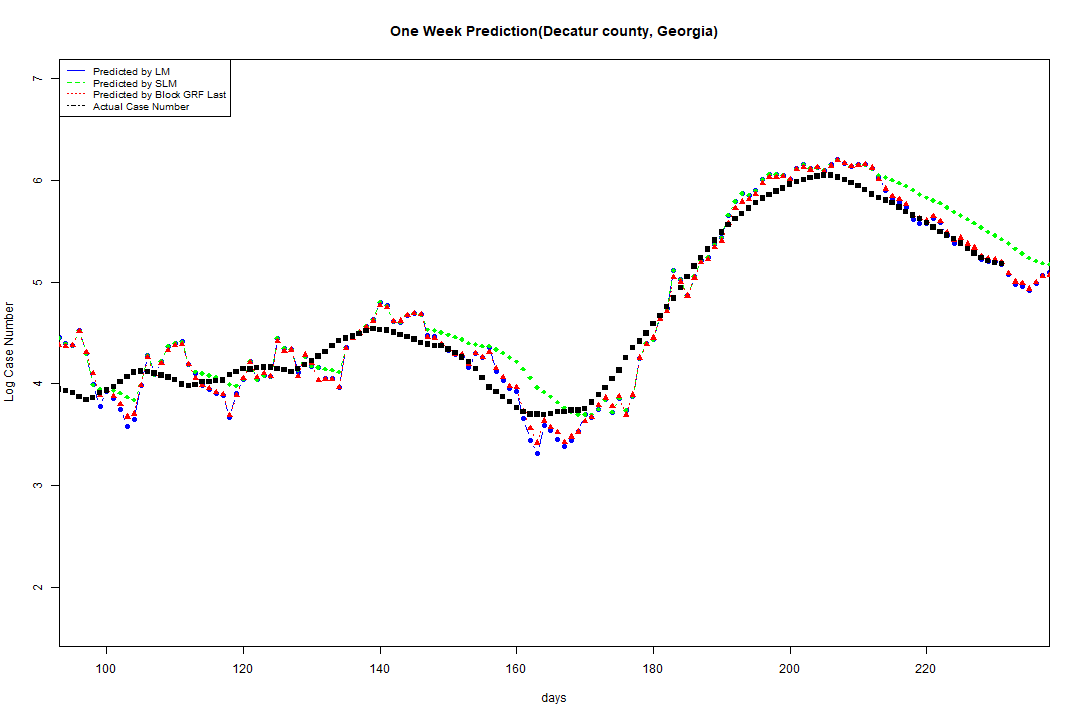 One Week Prediction(Decatur county, Georgia)
Predicted by LM
Predicted by SLM
Predicted by Block GRF Last
Actual Case Number
7
6
5
4
3
2
Log Case Number
100 120 140 160 180 200 220
days